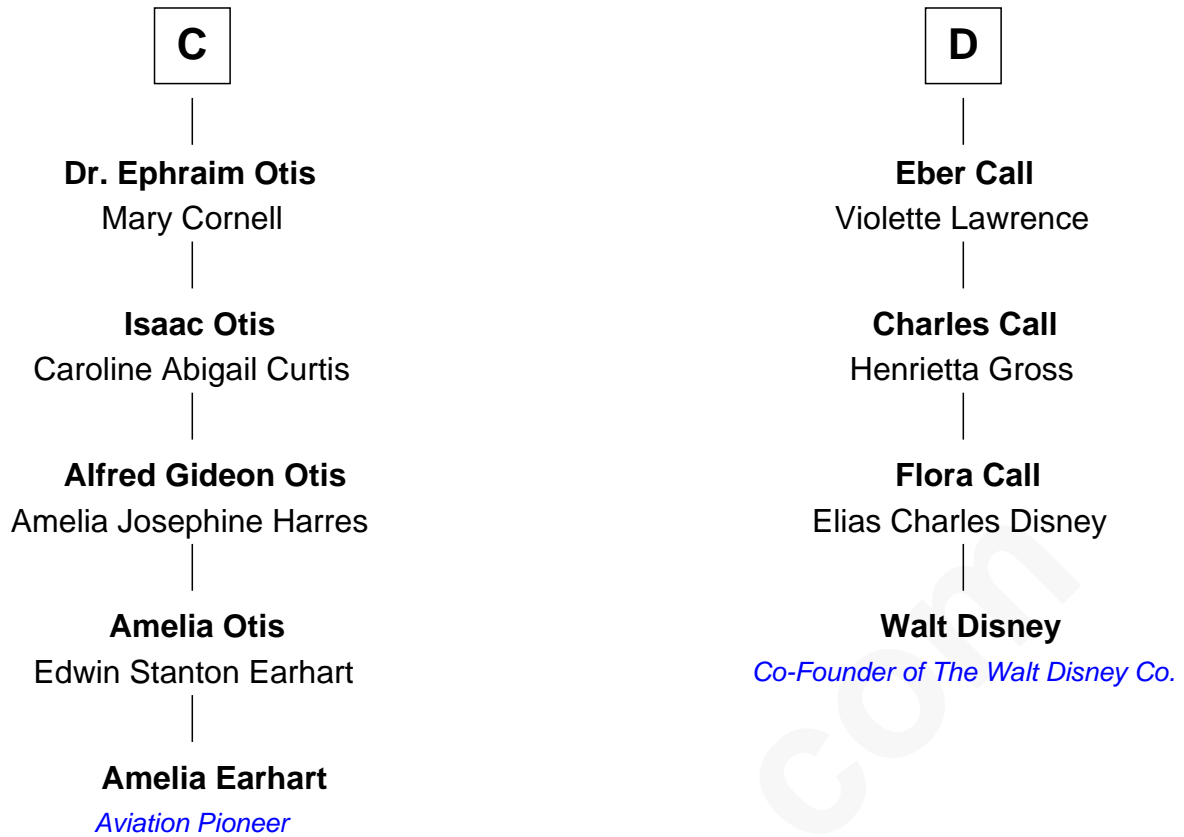 C
Dr. Ephraim Otis
Mary Cornell
Isaac Otis
Caroline Abigail Curtis
Alfred Gideon Otis
Amelia Josephine Harres
Amelia Otis
Edwin Stanton Earhart
Amelia Earhart
Aviation Pioneer
D
Eber Call
Violette Lawrence
Charles Call
Henrietta Gross
Flora Call
Elias Charles Disney
Walt Disney
Co-Founder of The Walt Disney Co.
com